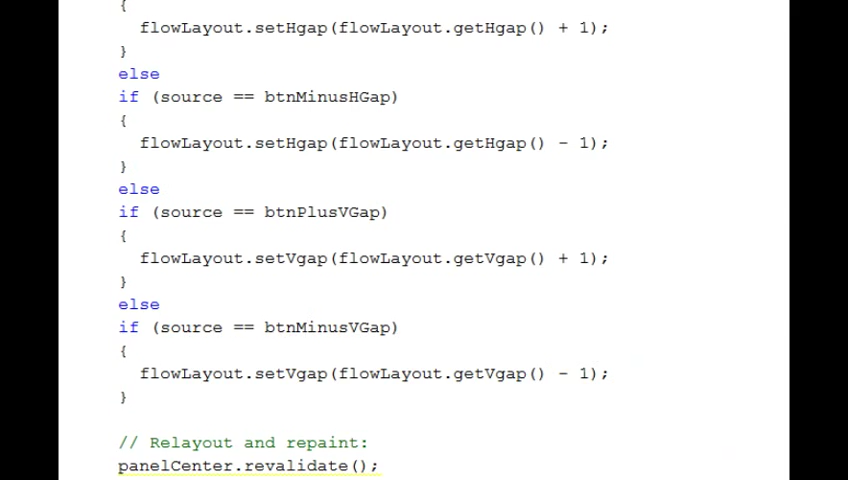 {
flowLayout.setHgap(flowLayout.getHgap() + 1);
}
else
if (source == btnMinusHGap)
{
flowLayout.setHgap(flowLayout.getHgap() - 1);
}
else
if (source == btnPlusVGap)
{
flowLayout.setVgap(flowLayout.getVgap() + 1);
}
else
if (source == btnMinusVGap)
{
flowLayout.setVgap(flowLayout.getVgap() - 1);
}
// Relayout and repaint:
panelCenter.revalidate();